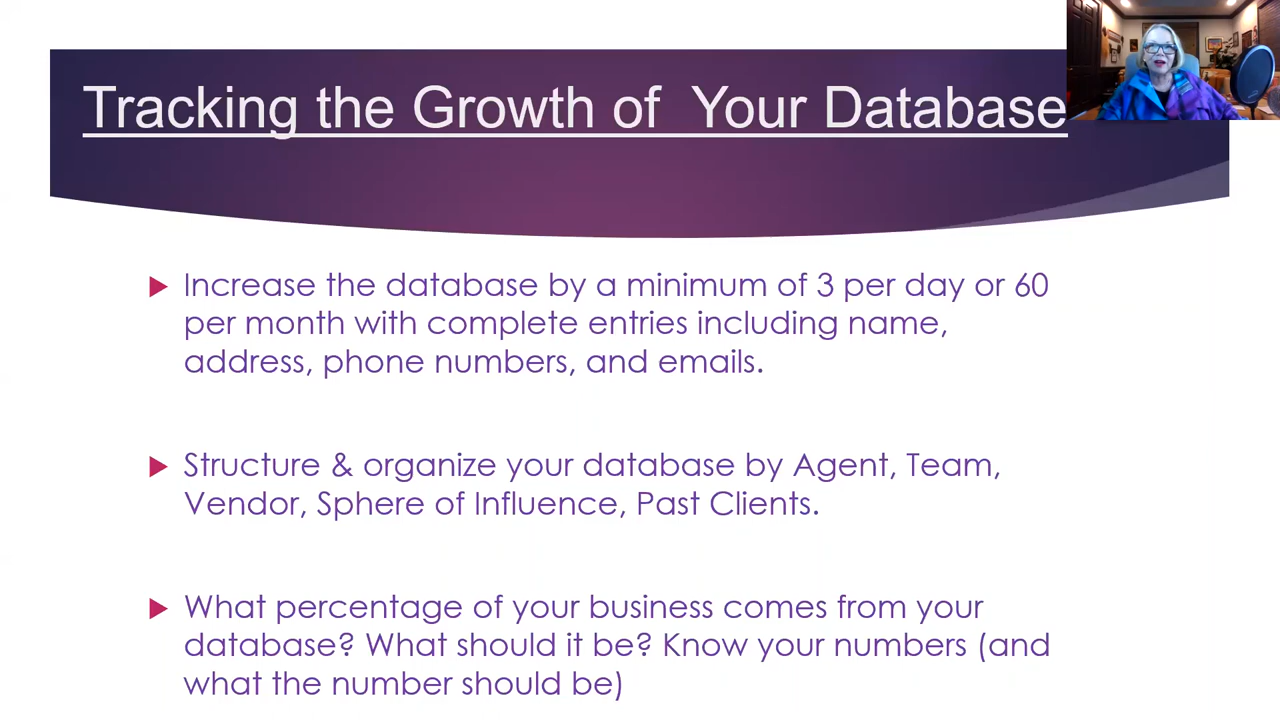 Tracking the Growth of  Your Database
Increase the database by a minimum of 3 per day or 60
per month with complete entries including name,
address, phone numbers, and emails.
Structure & organize your database by Agent, Team,
Vendor, Sphere of Influence, Past Clients.
What percentage of your business comes from your
database? What should it be? Know your numbers (and
what the number should be)